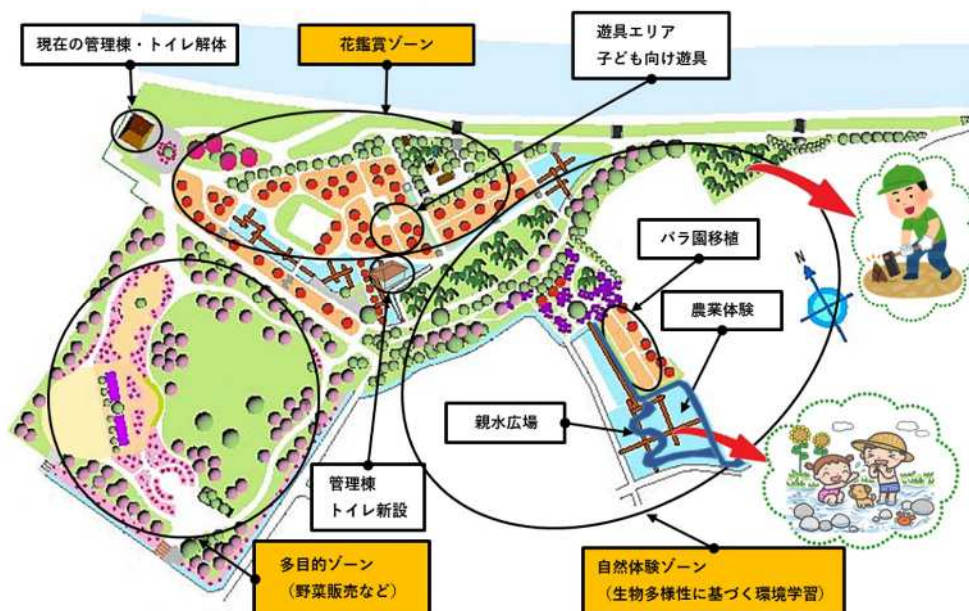 現在の管理棟・トイレ解体
花鑑賞ゾーン
遊具エリア
子ども向け遊具
バラ園移植
N
農業体験
親水広場
管理棟
トイレ新設
多目的ゾーン
（野菜販売など）
自然体験ゾーン
（生物多様性に基づく環境学習）